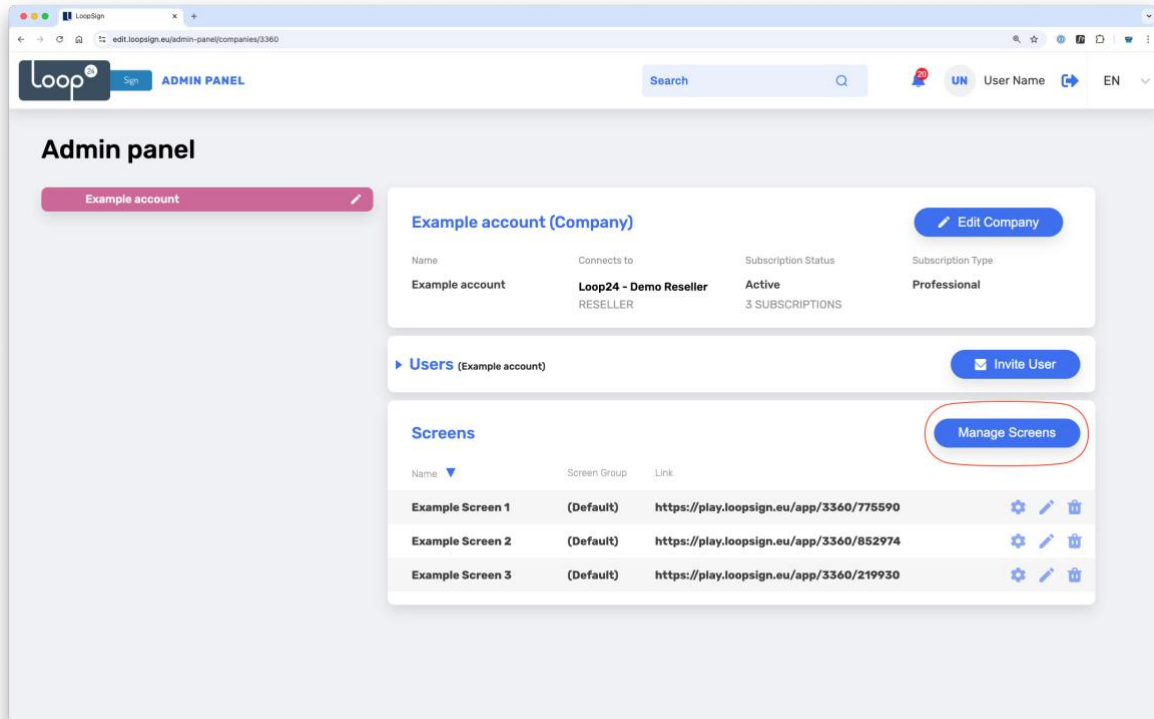 LoopSign
edit.loopsign.eu/admin-panel/companies/3360
Loop24 Sign ADMIN PANEL
Search
20
UN User Name
EN
Admin panel
Example account
Example account (Company)
Edit Company
Name Connects to Subscription Status Subscription Type
Example account Loop24 - Demo Reseller Active Professional
RESELLER 3 SUBSCRIPTIONS
Users (Example account)
Invite User
Screens
Manage Screens
Name Screen Group Link
Example Screen 1 (Default) https://play.loopsign.eu/app/3360/775590
Example Screen 2 (Default) https://play.loopsign.eu/app/3360/852974
Example Screen 3 (Default) https://play.loopsign.eu/app/3360/219930